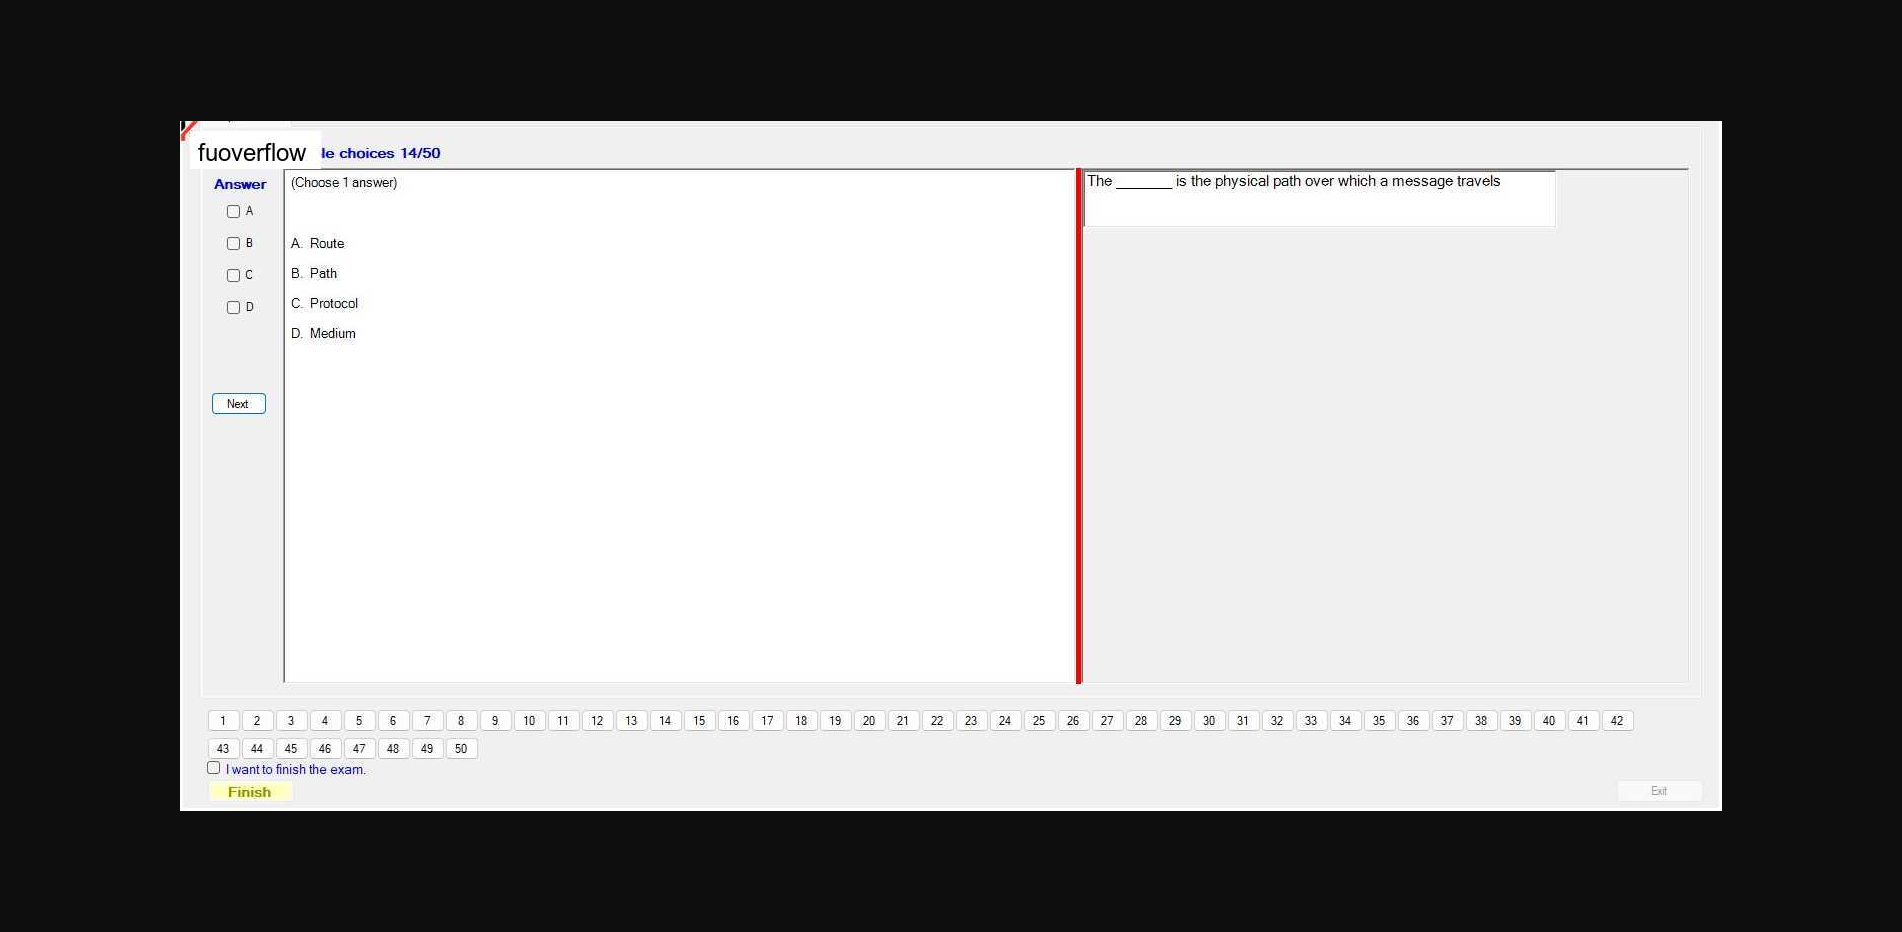 fuoverflow le choices 14/50
Answer
(Choose 1 answer)
The _______ is the physical path over which a message travels
A
B
C
D
A. Route
B. Path
C. Protocol
D. Medium
Next
1 2 3 4 5 6 7 8 9 10 11 12 13 14 15 16 17 18 19 20 21 22 23 24 25 26 27 28 29 30 31 32 33 34 35 36 37 38 39 40 41 42
43 44 45 46 47 48 49 50
I want to finish the exam.
Finish
Exit